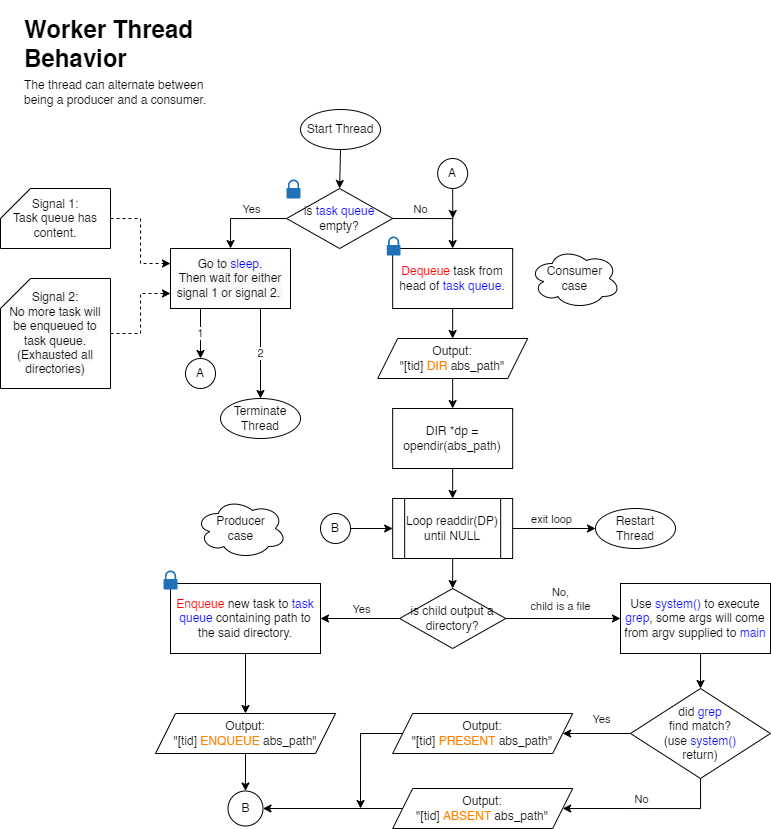 Worker Thread
Behavior
The thread can alternate between
being a producer and a consumer.
Start Thread
A
Signal 1:
Task queue has
content.
Yes
is task queue
empty?
No
Go to sleep.
Then wait for either
signal 1 or signal 2.
Dequeue task from
head of task queue.
Consumer
case
Signal 2:
No more task will
be enqueued to
task queue.
(Exhausted all
directories)
1
2
A
Terminate
Thread
Output:
"[tid] DIR abs_path"
DIR *dp =
opendir(abs_path)
Producer
case
B
Loop readdir(DP)
until NULL
exit loop
Restart
Thread
Enqueue new task to task
queue containing path to
the said directory.
Yes
is child output a
directory?
No,
child is a file
Use system() to execute
grep, some args will come
from argv supplied to main
Output:
"[tid] ENQUEUE abs_path"
Output:
"[tid] PRESENT abs_path"
Yes
did grep
find match?
(use system()
return)
B
Output:
"[tid] ABSENT abs_path"
No